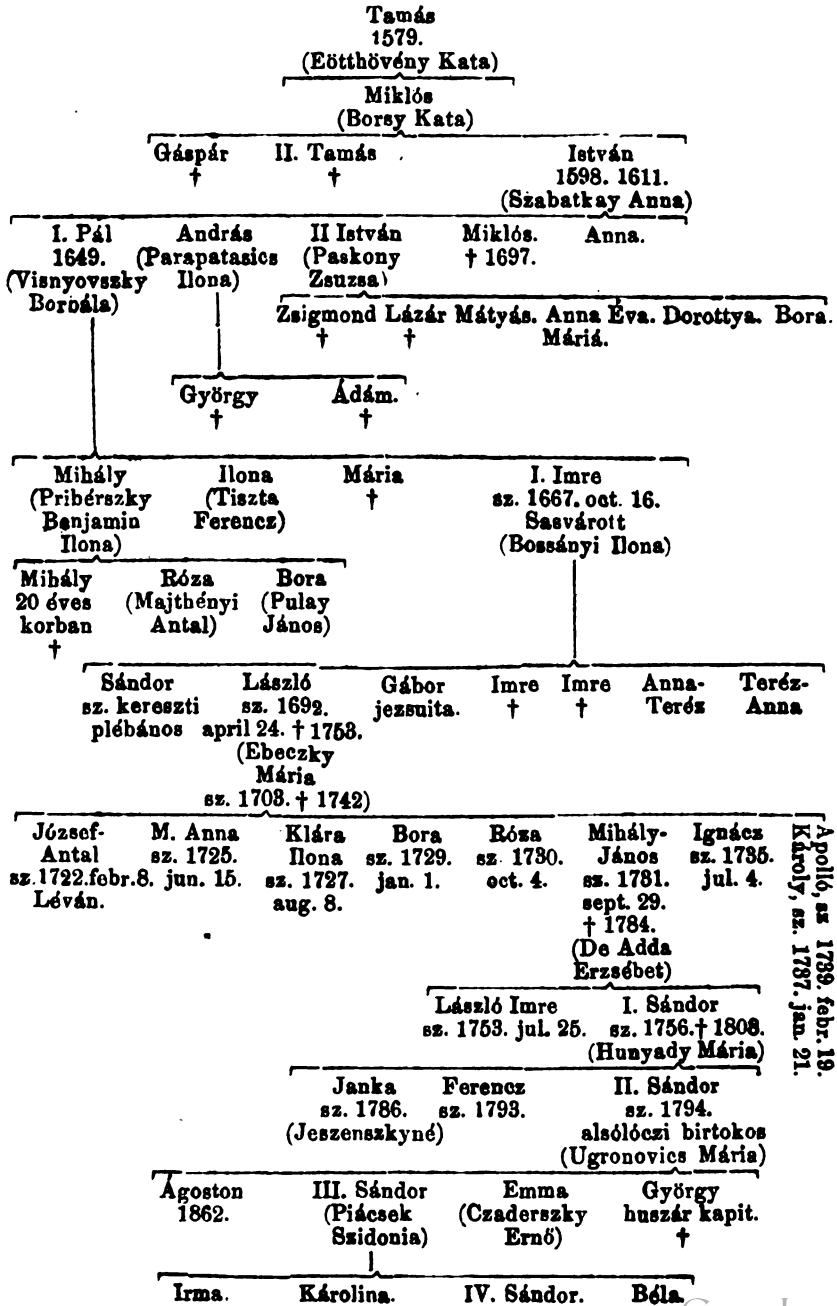 Tamás
1579.
(Eötthövény Kata)
Miklós
(Borsy Kata)
Gáspár II. Tamás István
† † 1598. 1611.
(Szabatkay Anna)
I. Pál András II István Miklós. Anna.
1649. (Parapatasics (Paskony † 1697.
(Visnyovszky Ilona) Zsuzsa)
Borbála)
Zsigmond Lázár Mátyás. Anna Éva. Dorottya. Bora.
† † Máriá.
György Ádám.
† †
Mihály Ilona Mária I. Imre
(Pribérszky (Tiszta † sz. 1667. oct. 16.
Benjamin Ferencz) Sasvárott
Ilona) (Bossányi Ilona)
Mihály Róza Bora
20 éves (Majthényi (Pulay
korban Antal) János)
†
Sándor László Gábor Imre Imre Anna- Teréz-
sz. kereszti sz. 1692. jezsuita. † † Teréz Anna
plébános april 24. † 1753.
(Ebeczky
Mária
sz. 1703. † 1742)
József- M. Anna Klára Bora Róza Mihály- Ignácz
Antal sz. 1725. Ilona sz. 1729. sz. 1730. János sz. 1735.
sz. 1722. febr. 8. jun. 15. sz. 1727. jan. 1. oct. 4. sz. 1731. jul. 4.
Léván. aug. 8. sept. 29.
† 1784.
(De Adda
Erzsébet)
Apolló, sz 1739. febr. 19.
Károly, sz. 1737. jan. 21.
László Imre I. Sándor
sz. 1753. jul. 25. sz. 1756. † 1808.
(Hunyady Mária)
Janka Ferencz II. Sándor
sz. 1786. sz. 1793. sz. 1794.
(Jeszenszkyné) alsólóczi birtokos
(Ugronovics Mária)
Ágoston III. Sándor Emma György
1862. (Piácsek (Czaderszky huszár kapit.
Szidonia) Ernő) †
Irma. Károlina. IV. Sándor. Béla.